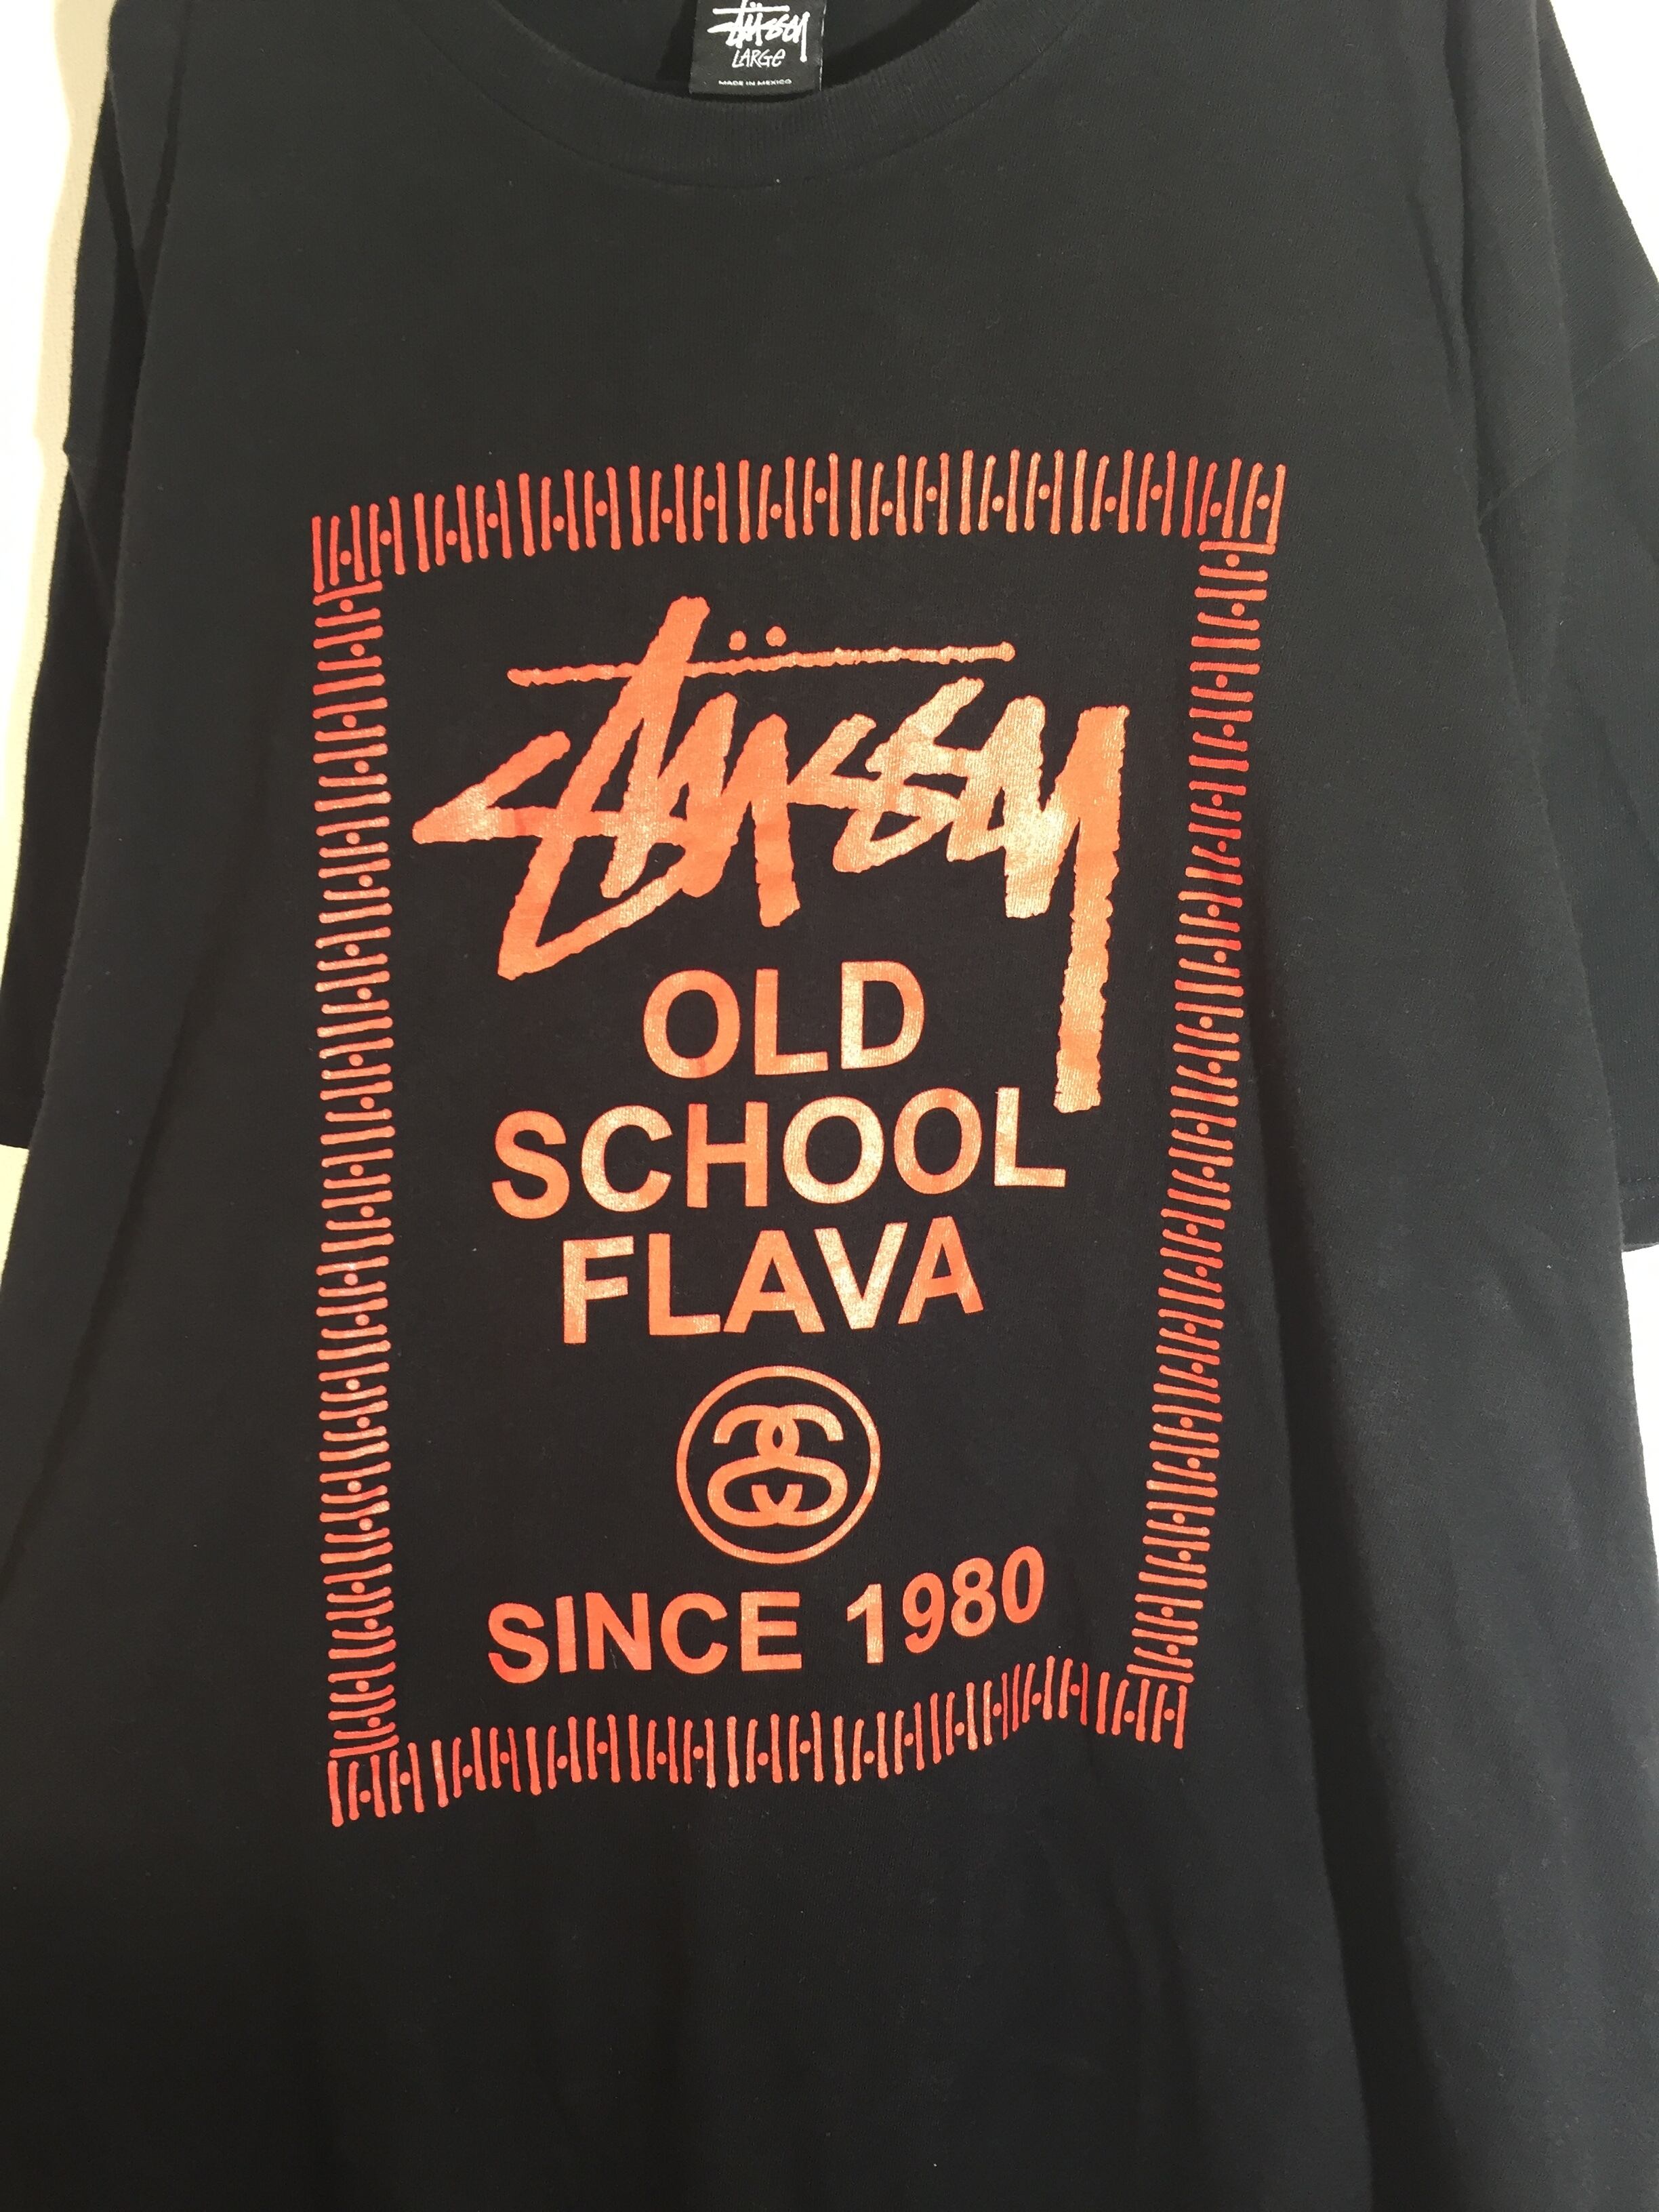 Stüssy
LARGE
MADE IN MEXICO
Stüssy
OLD
SCHOOL
FLAVA
SINCE 1980